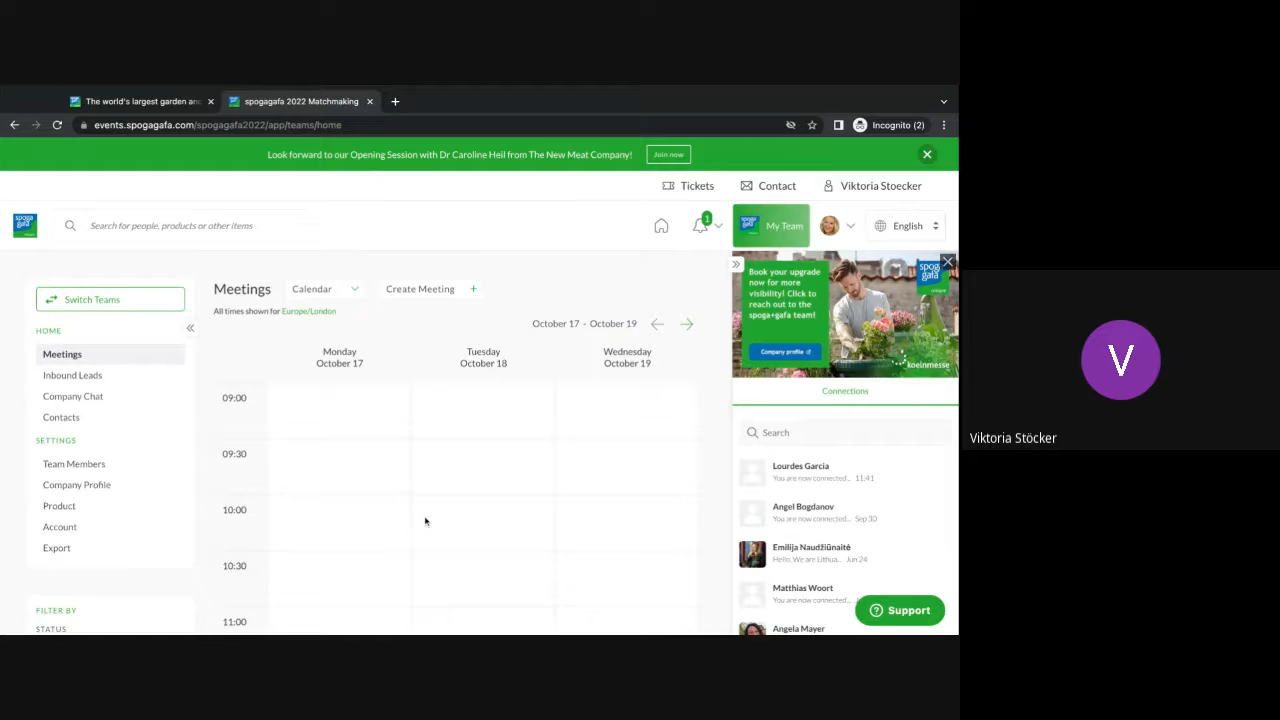 The world's largest garden an
spogagafa 2022 Matchmaking
events.spogagafa.com/spogagafa2022/app/teams/home
Incognito (2)
Look forward to our Opening Session with Dr Caroline Heil from The New Meat Company!
Join now
Tickets
Contact
Viktoria Stoecker
spoga
gafa
Search for people, products or other items
1
My Team
English
Switch Teams
HOME
Meetings
Inbound Leads
Company Chat
Contacts
SETTINGS
Team Members
Company Profile
Product
Account
Export
FILTER BY
STATUS
Meetings
Calendar
Create Meeting +
All times shown for Europe/London
October 17 - October 19
Monday
October 17
Tuesday
October 18
Wednesday
October 19
09:00
09:30
10:00
10:30
11:00
Book your upgrade
now for more
visibility! Click to
reach out to the
spoga+gafa team!
Company profile
koelnmesse
Connections
Search
Lourdes Garcia
You are now connected... 11:41
Angel Bogdanov
You are now connected... Sep 30
Emilija Naudžiūnaitė
Hello, We are Lithua... Jun 24
Matthias Woort
You are now connected...
Angela Mayer
Support
V
Viktoria Stöcker